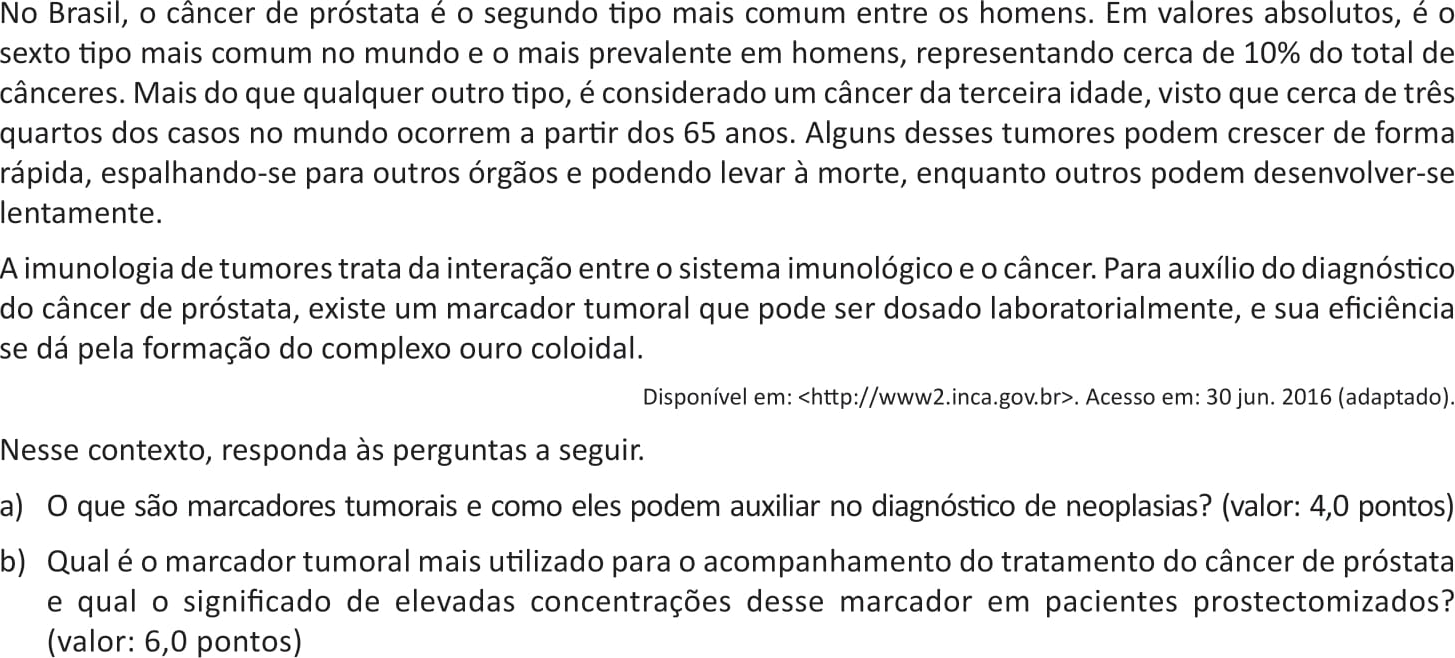 No Brasil, o câncer de próstata é o segundo tipo mais comum entre os homens. Em valores absolutos, é o
sexto tipo mais comum no mundo e o mais prevalente em homens, representando cerca de 10% do total de
cânceres. Mais do que qualquer outro tipo, é considerado um câncer da terceira idade, visto que cerca de três
quartos dos casos no mundo ocorrem a partir dos 65 anos. Alguns desses tumores podem crescer de forma
rápida, espalhando-se para outros órgãos e podendo levar à morte, enquanto outros podem desenvolver-se
lentamente.
A imunologia de tumores trata da interação entre o sistema imunológico e o câncer. Para auxílio do diagnóstico
do câncer de próstata, existe um marcador tumoral que pode ser dosado laboratorialmente, e sua eficiência
se dá pela formação do complexo ouro coloidal.
Disponível em: <http://www2.inca.gov.br>. Acesso em: 30 jun. 2016 (adaptado).
Nesse contexto, responda às perguntas a seguir.
a) O que são marcadores tumorais e como eles podem auxiliar no diagnóstico de neoplasias? (valor: 4,0 pontos)
b) Qual é o marcador tumoral mais utilizado para o acompanhamento do tratamento do câncer de próstata
e qual o significado de elevadas concentrações desse marcador em pacientes prostectomizados?
(valor: 6,0 pontos)